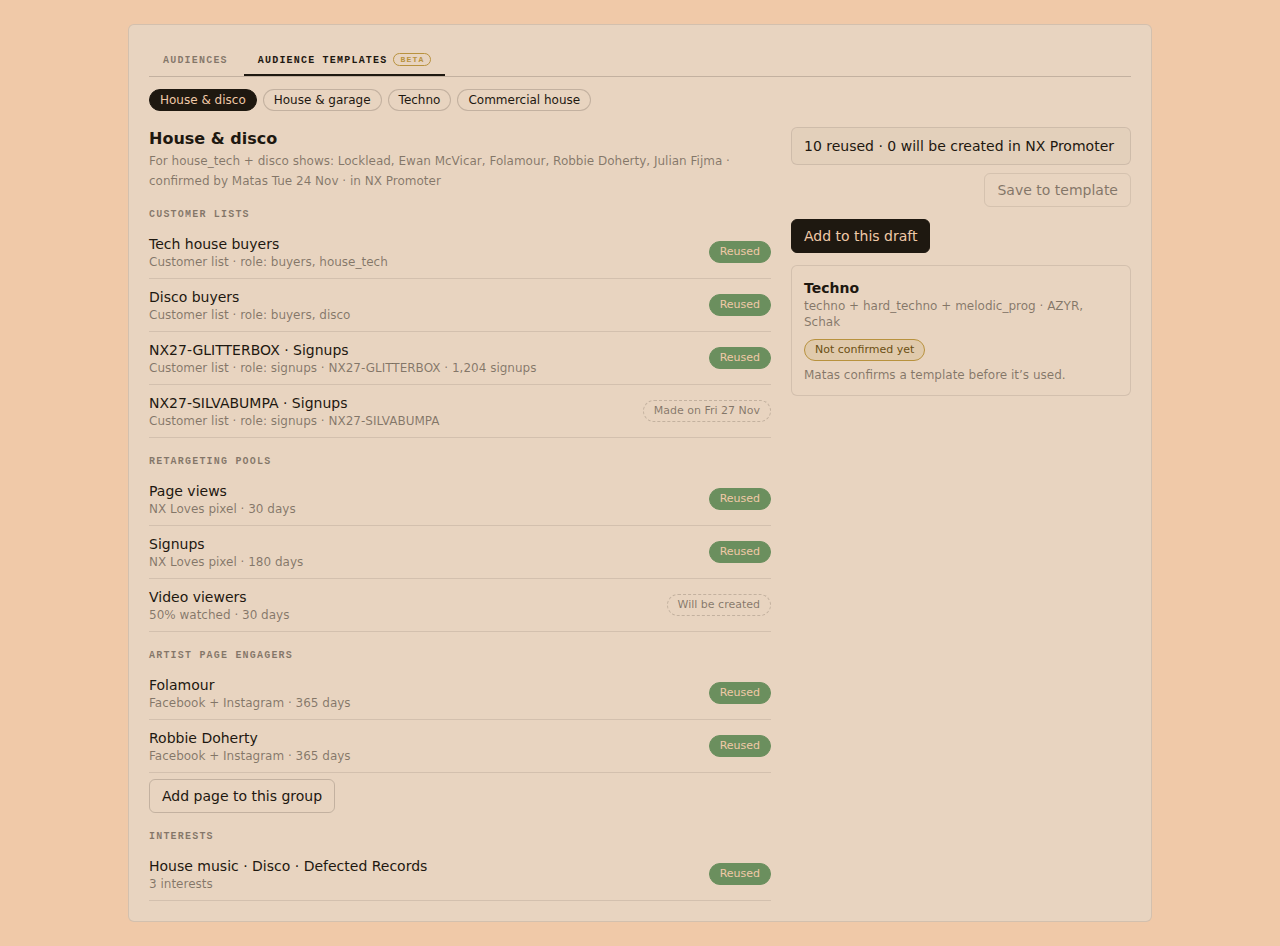 AUDIENCES
AUDIENCE TEMPLATES BETA
House & disco
House & garage
Techno
Commercial house
House & disco
For house_tech + disco shows: Locklead, Ewan McVicar, Folamour, Robbie Doherty, Julian Fijma ·
confirmed by Matas Tue 24 Nov · in NX Promoter
CUSTOMER LISTS
Tech house buyers
Customer list · role: buyers, house_tech
Reused
Disco buyers
Customer list · role: buyers, disco
Reused
NX27-GLITTERBOX · Signups
Customer list · role: signups · NX27-GLITTERBOX · 1,204 signups
Reused
NX27-SILVABUMPA · Signups
Customer list · role: signups · NX27-SILVABUMPA
Made on Fri 27 Nov
RETARGETING POOLS
Page views
NX Loves pixel · 30 days
Reused
Signups
NX Loves pixel · 180 days
Reused
Video viewers
50% watched · 30 days
Will be created
ARTIST PAGE ENGAGERS
Folamour
Facebook + Instagram · 365 days
Reused
Robbie Doherty
Facebook + Instagram · 365 days
Reused
Add page to this group
INTERESTS
House music · Disco · Defected Records
3 interests
Reused
10 reused · 0 will be created in NX Promoter
Save to template
Add to this draft
Techno
techno + hard_techno + melodic_prog · AZYR,
Schak
Not confirmed yet
Matas confirms a template before it’s used.